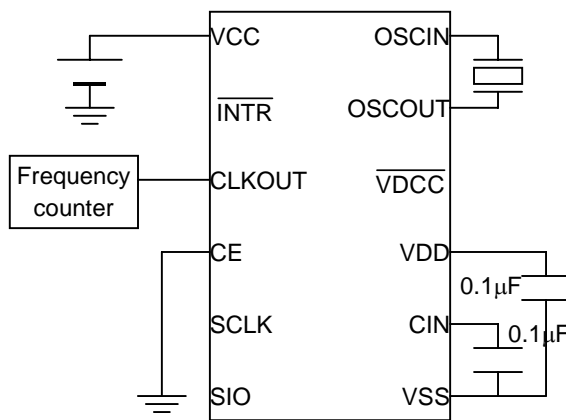 VCC OSCIN
INTR OSCOUT
Frequency
counter
CLKOUT VDCC
CE VDD
0.1μF
SCLK CIN 0.1μF
SIO VSS